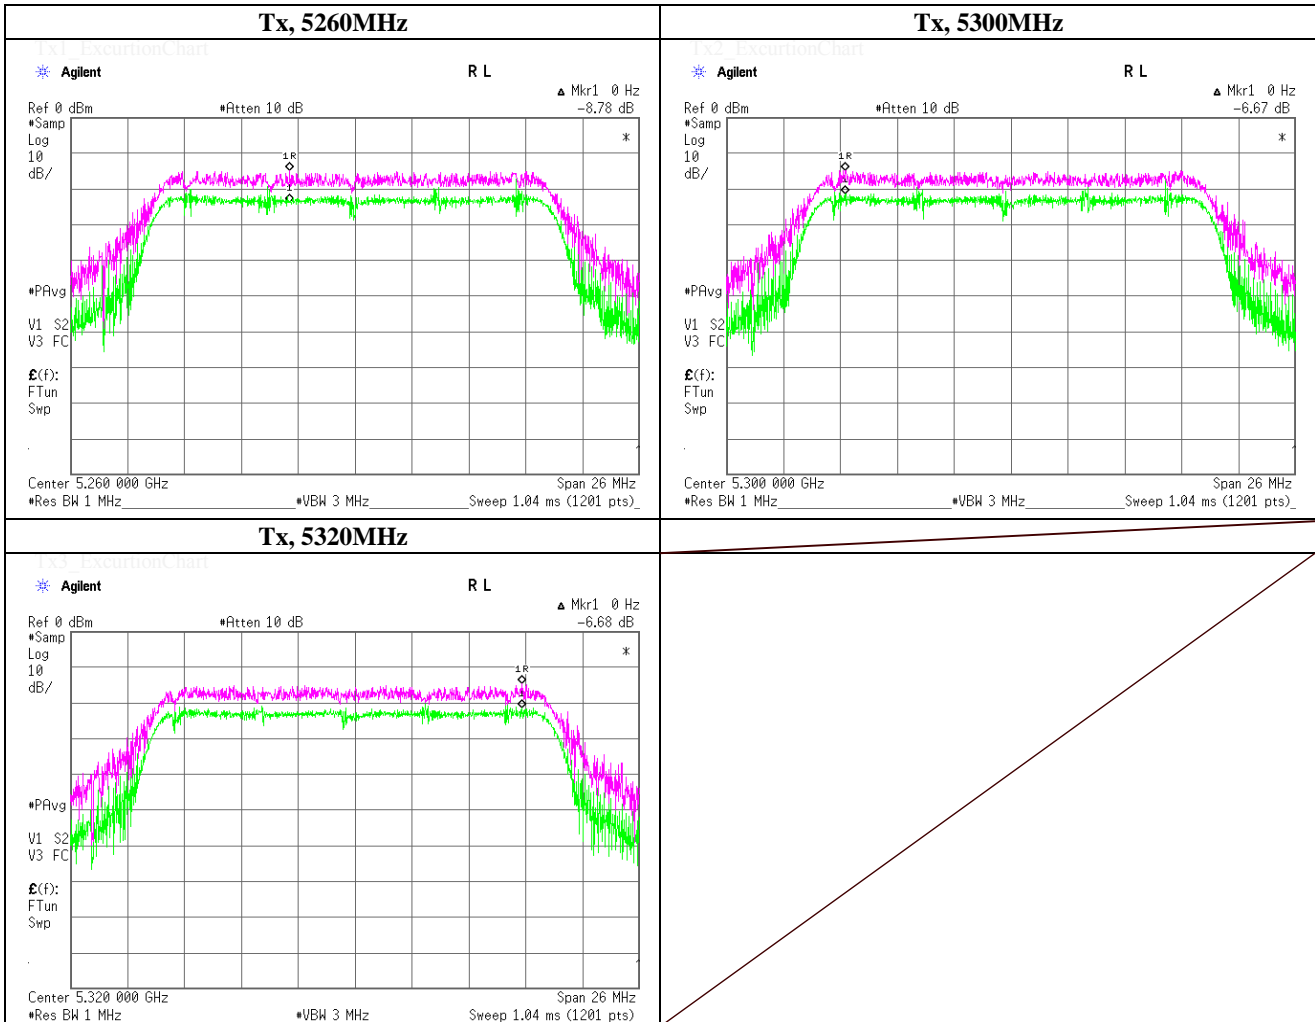 Tx, 5260MHz
Tx1_ExcurtionChart
Agilent
R L
Δ Mkr1 0 Hz
Ref 0 dBm
#Atten 10 dB
-8.78 dB
#Samp
Log
10
dB/
*
1R
1
#PAvg
V1 S2
V3 FC
£(f):
FTun
Swp
Center 5.260 000 GHz
Span 26 MHz
#Res BW 1 MHz
#VBW 3 MHz
Sweep 1.04 ms (1201 pts)
Tx, 5300MHz
Tx2_ExcurtionChart
Agilent
R L
Δ Mkr1 0 Hz
Ref 0 dBm
#Atten 10 dB
-6.67 dB
#Samp
Log
10
dB/
*
1R
#PAvg
V1 S2
V3 FC
£(f):
FTun
Swp
Center 5.300 000 GHz
Span 26 MHz
#Res BW 1 MHz
#VBW 3 MHz
Sweep 1.04 ms (1201 pts)
Tx, 5320MHz
Tx3_ExcurtionChart
Agilent
R L
Δ Mkr1 0 Hz
Ref 0 dBm
#Atten 10 dB
-6.68 dB
#Samp
Log
10
dB/
*
1R
#PAvg
V1 S2
V3 FC
£(f):
FTun
Swp
Center 5.320 000 GHz
Span 26 MHz
#Res BW 1 MHz
#VBW 3 MHz
Sweep 1.04 ms (1201 pts)